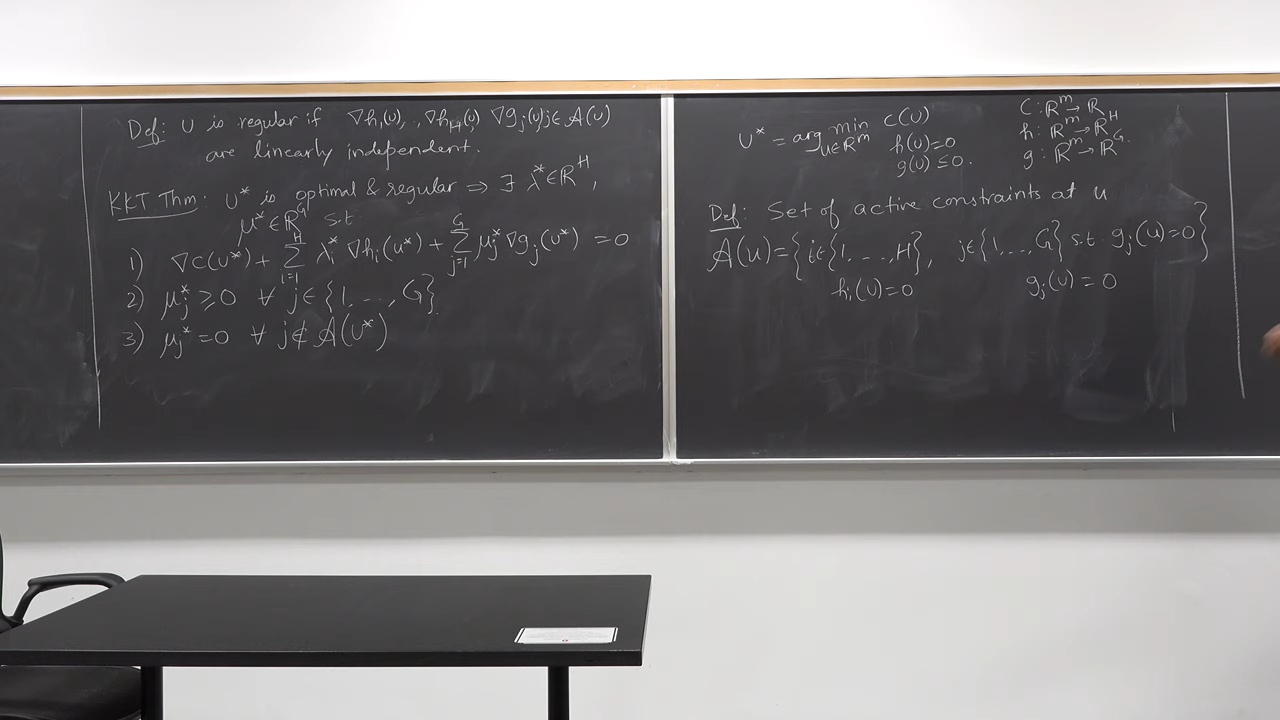 Def: U is regular if ∇h₁(U), .., ∇h_H(U) ∇g_j(U) j∈A(U)
are linearly independent.
KKT Thm: U* is optimal & regular ⇒ ∃ λ*∈ℝ^H,
μ*∈ℝ^G s.t
1) ∇C(U*) + Σ_{i=1}^H λ_i* ∇h_i(U*) + Σ_{j=1}^G μ_j* ∇g_j(U*) = 0
2) μ_j* ≥ 0 ∀ j∈{1, ..., G}
3) μ_j* = 0 ∀ j∉A(U*)
U* = arg min_{U∈ℝ^m} C(U)
h(U)=0
g(U)≤0.
C: ℝ^m→ℝ
h: ℝ^m→ℝ^H
g: ℝ^m→ℝ^G.
Def: Set of active constraints at U
A(U) = {i∈{1, ..., H}, j∈{1, ..., G} s.t. g_j(U)=0}
h_i(U)=0 g_j(U)=0